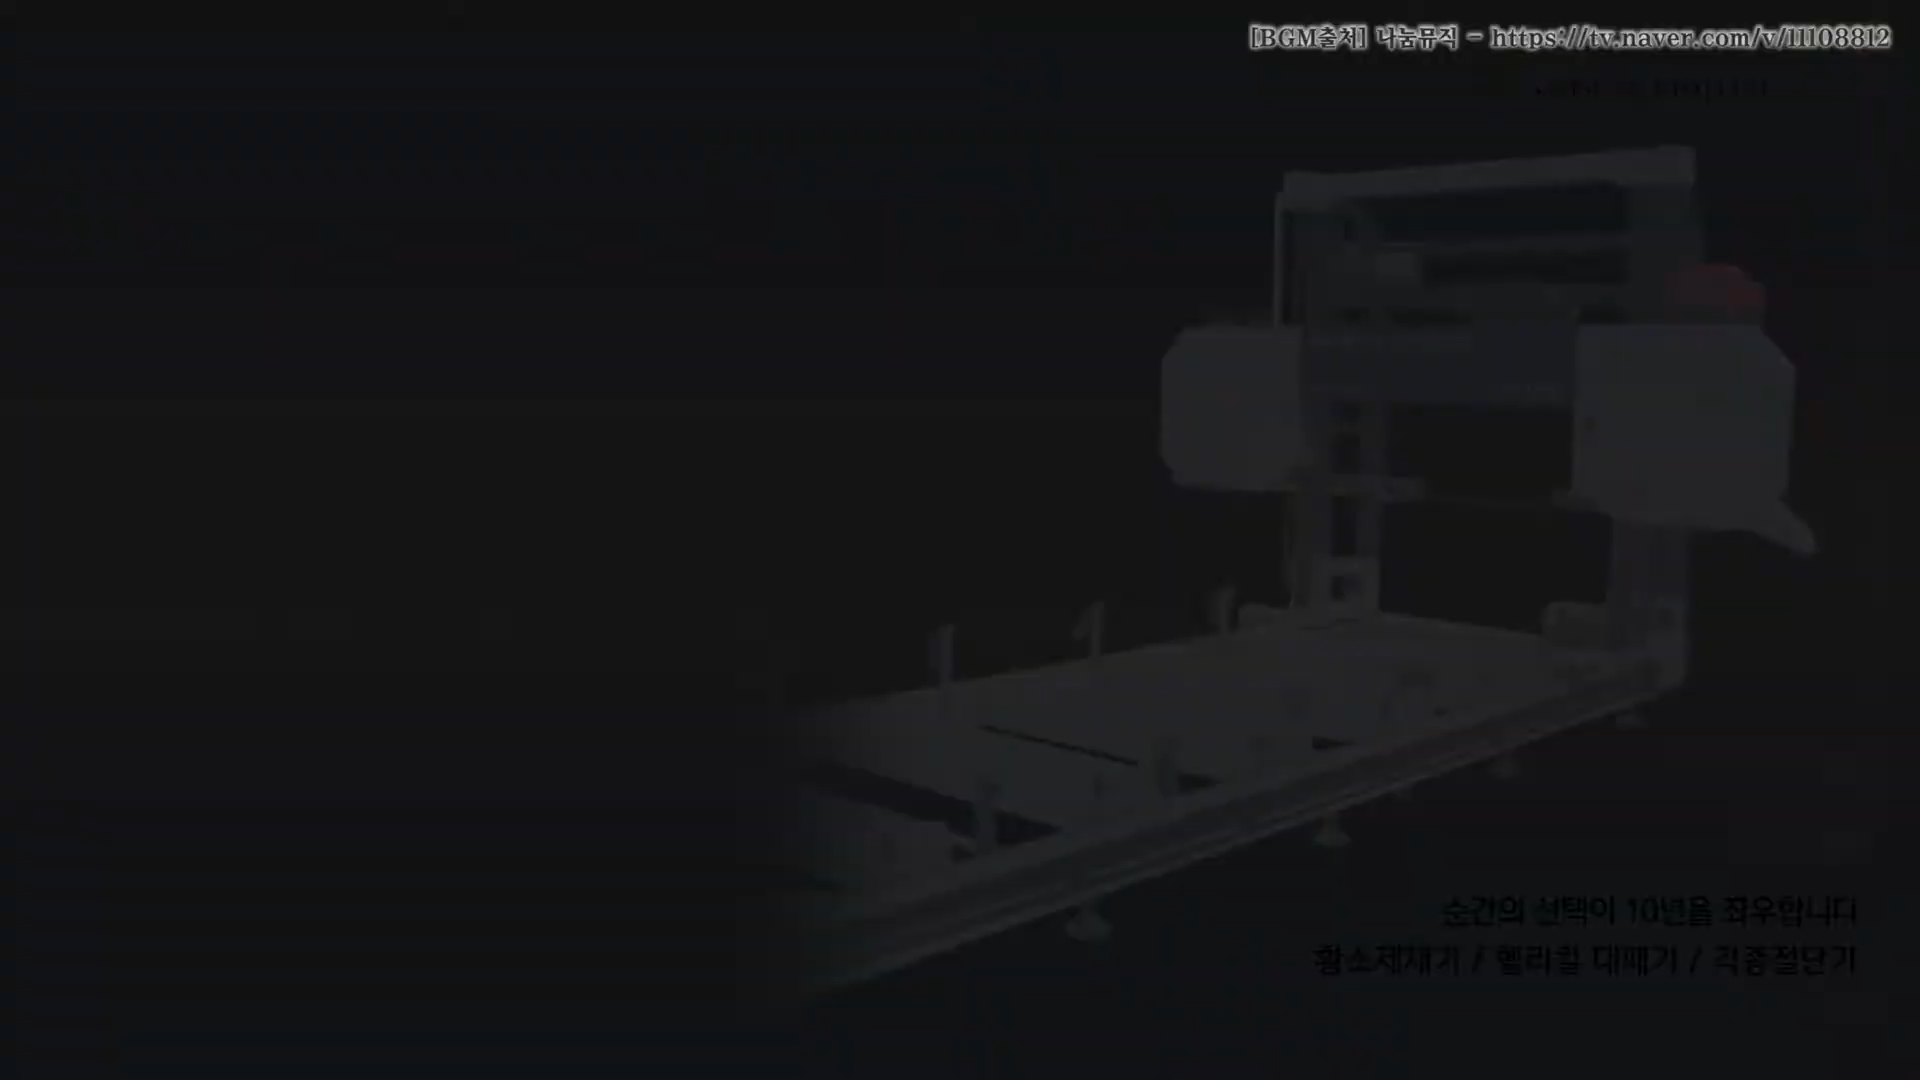 [BGM출처] 나눔뮤직 - https://tv.naver.com/v/11108812
순간의 선택이 10년을 좌우합니다
황소제재기 / 헬리컬 대패기 / 각종절단기